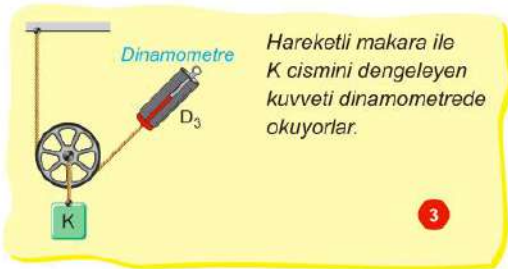 Dinamometre
D3
K
Hareketli makara ile
K cismini dengeleyen
kuvveti dinamometrede
okuyorlar.
3